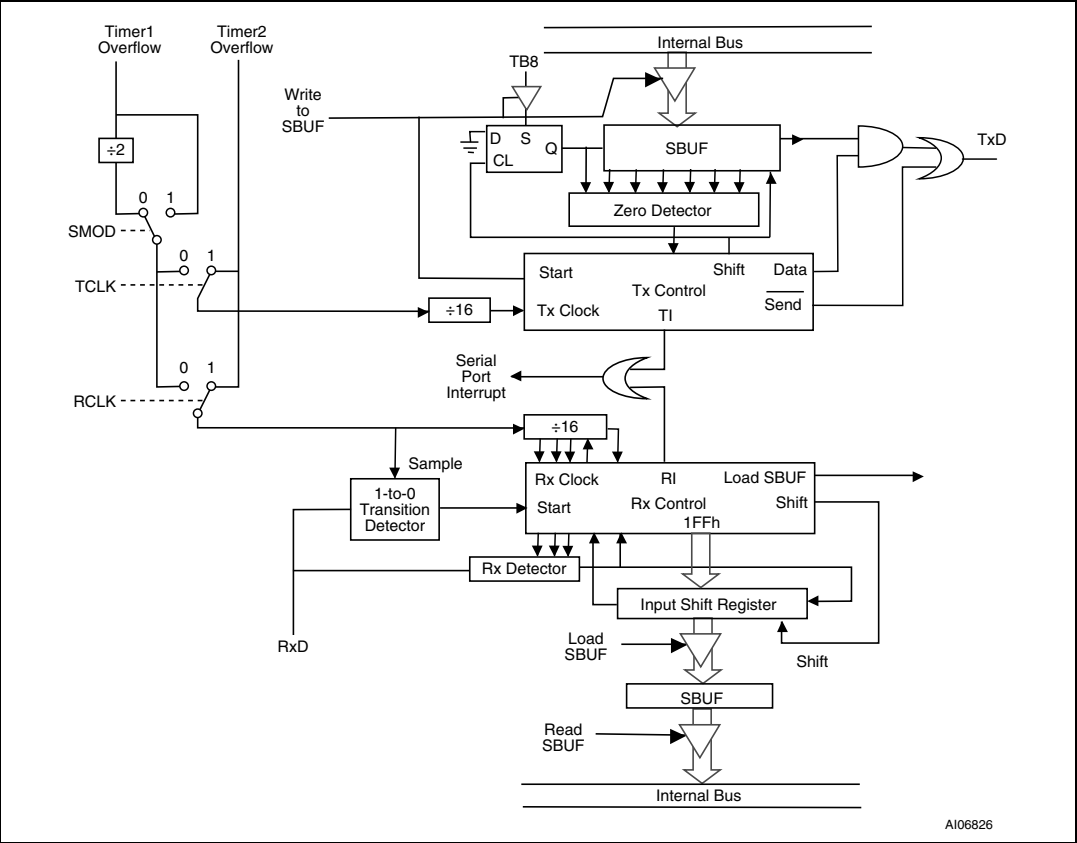 Timer1
Overflow
Timer2
Overflow
Internal Bus
TB8
Write
to
SBUF
÷2
D S
Q
CL
SBUF
TxD
0 1
Zero Detector
SMOD
0 1
Start
Shift
Data
TCLK
Tx Control
Send
÷16
Tx Clock
TI
0 1
Serial
Port
Interrupt
RCLK
÷16
Sample
Rx Clock
RI
Load SBUF
1-to-0
Transition
Detector
Start
Rx Control
Shift
1FFh
Rx Detector
Input Shift Register
RxD
Load
SBUF
Shift
SBUF
Read
SBUF
Internal Bus
AI06826